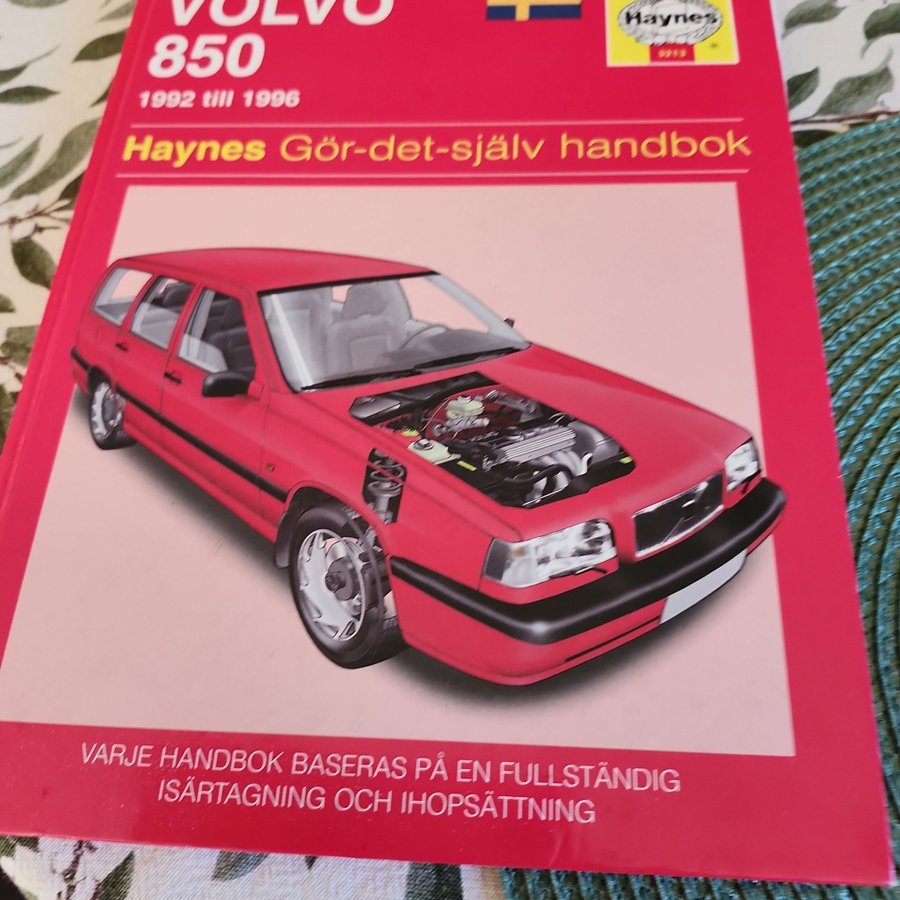 VOLVO
850
1992 till 1996
Haynes
Haynes Gör-det-själv handbok
VARJE HANDBOK BASERAS PÅ EN FULLSTÄNDIG
ISÄRTAGNING OCH IHOPSÄTTNING